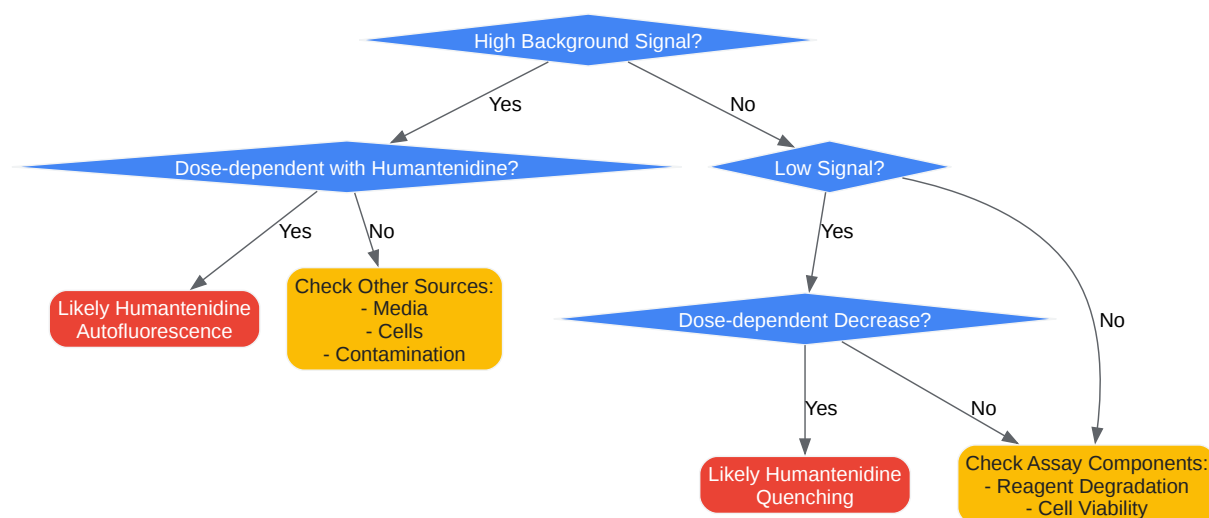 High Background Signal?
Yes
No
Dose-dependent with Humantenidine?
Low Signal?
Yes
No
Yes
Likely Humantenidine
Autofluorescence
Check Other Sources:
- Media
- Cells
- Contamination
Dose-dependent Decrease?
No
Yes
No
Likely Humantenidine
Quenching
Check Assay Components:
- Reagent Degradation
- Cell Viability